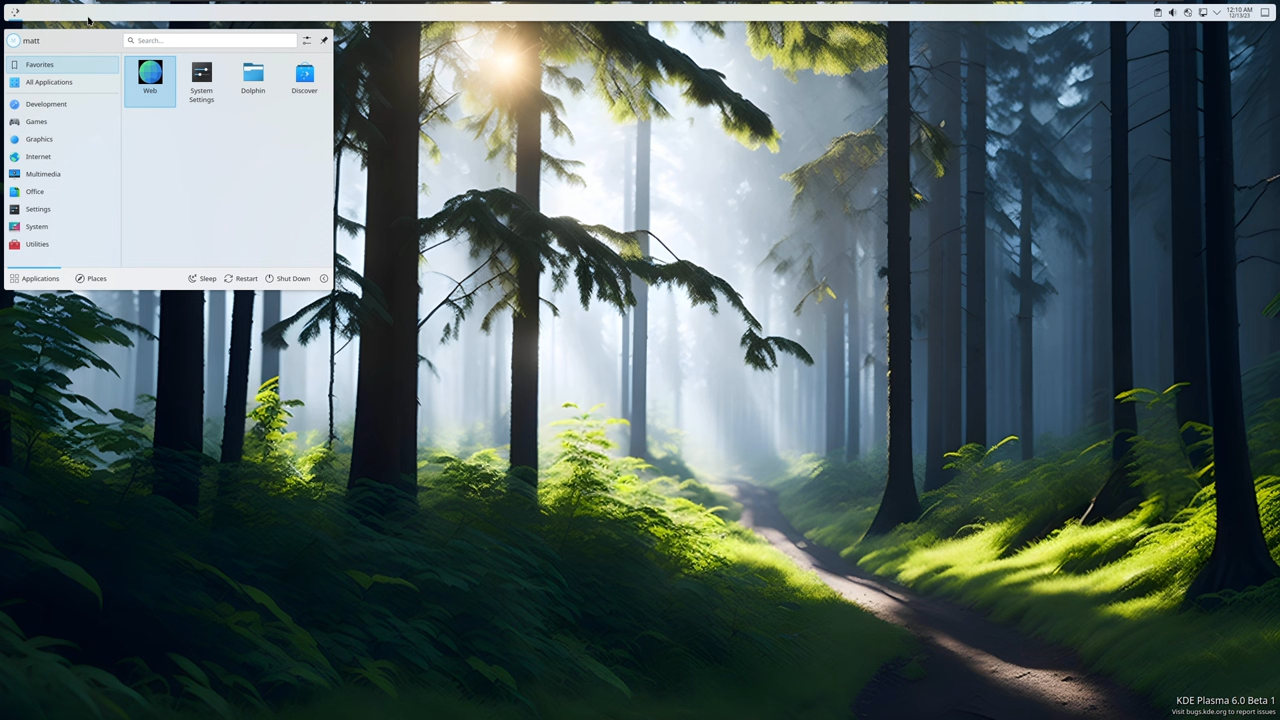 12:10 AM
12/13/23
matt
Search...
Favorites
All Applications
Development
Games
Graphics
Internet
Multimedia
Office
Settings
System
Utilities
Web
System
Settings
Dolphin
Discover
Applications
Places
Sleep
Restart
Shut Down
KDE Plasma 6.0 Beta 1
Visit bugs.kde.org to report issues